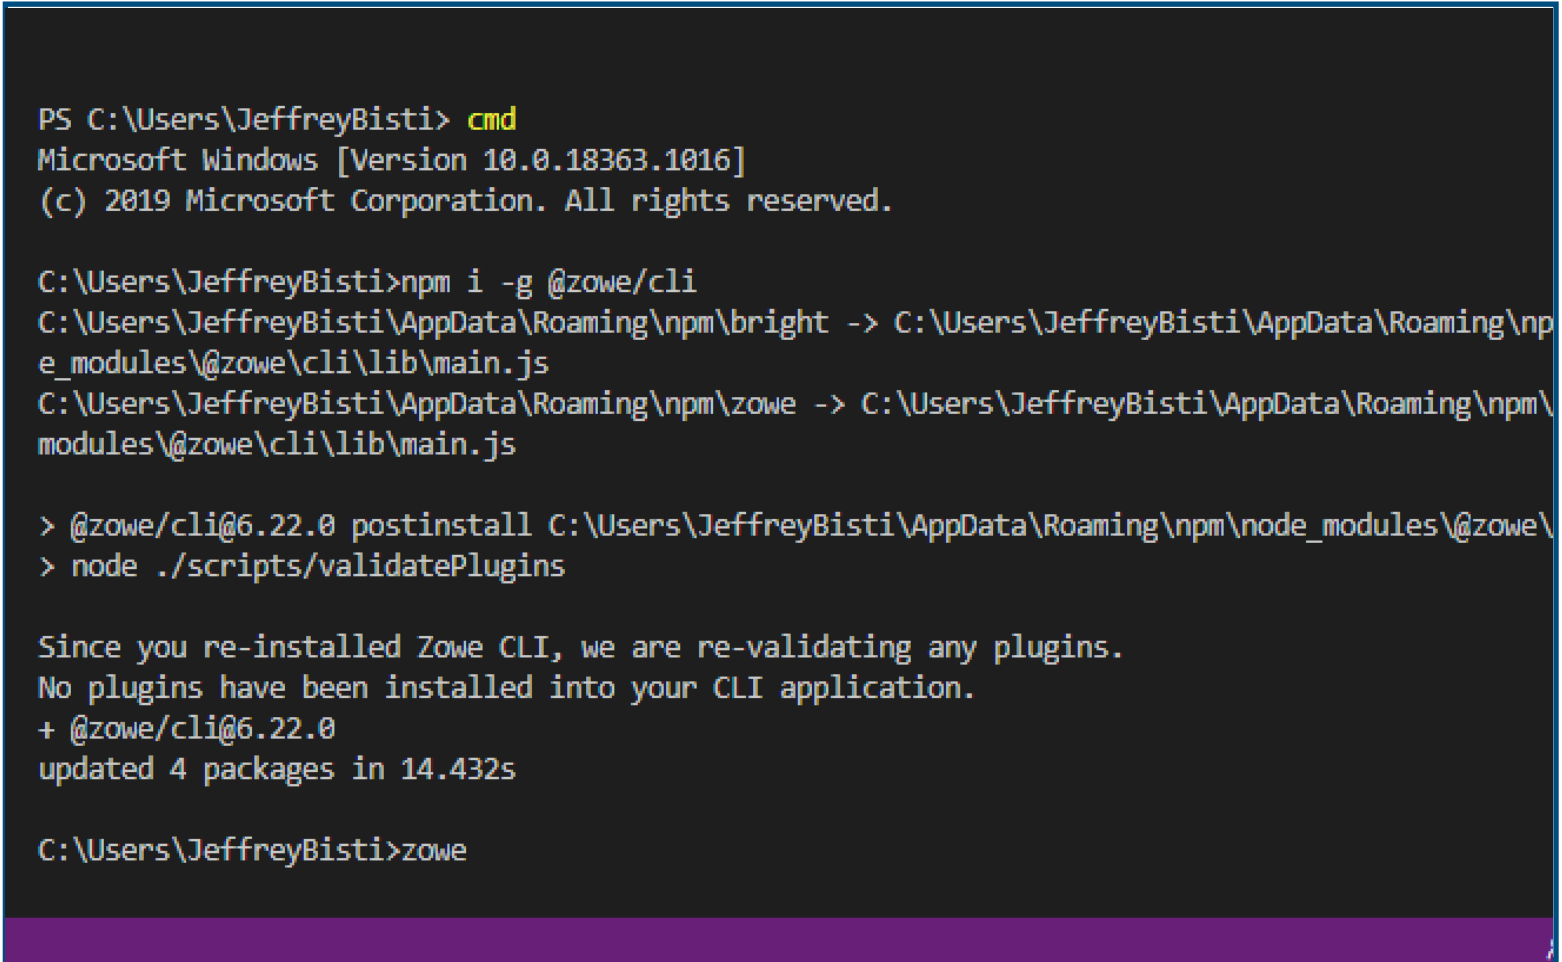 PS C:\Users\JeffreyBisti> cmd
Microsoft Windows [Version 10.0.18363.1016]
(c) 2019 Microsoft Corporation. All rights reserved.
C:\Users\JeffreyBisti>npm i -g @zowe/cli
C:\Users\JeffreyBisti\AppData\Roaming\npm\bright -> C:\Users\JeffreyBisti\AppData\Roaming\np
e_modules\@zowe\cli\lib\main.js
C:\Users\JeffreyBisti\AppData\Roaming\npm\zowe -> C:\Users\JeffreyBisti\AppData\Roaming\npm\
modules\@zowe\cli\lib\main.js
> @zowe/cli@6.22.0 postinstall C:\Users\JeffreyBisti\AppData\Roaming\npm\node_modules\@zowe\
> node ./scripts/validatePlugins
Since you re-installed Zowe CLI, we are re-validating any plugins.
No plugins have been installed into your CLI application.
+ @zowe/cli@6.22.0
updated 4 packages in 14.432s
C:\Users\JeffreyBisti>zowe